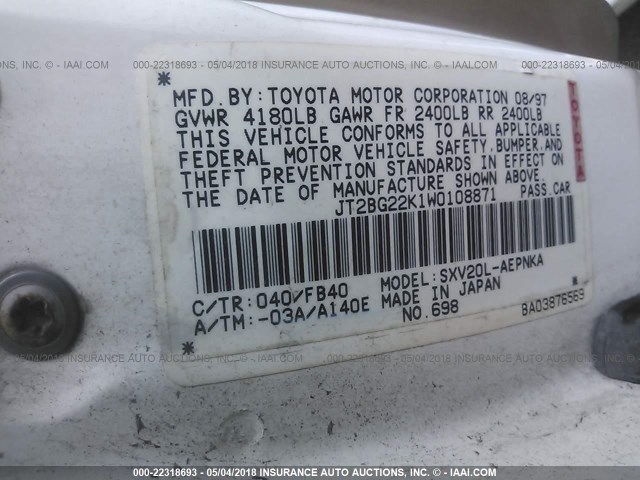 000-22318693 - 05/04/2018 INSURANCE AUTO AUCTIONS, INC. - © IAAI.COM
MFD. BY: TOYOTA MOTOR CORPORATION 08/97
GVWR 4180LB GAWR FR 2400LB RR 2400LB
THIS VEHICLE CONFORMS TO ALL APPLICABLE
FEDERAL MOTOR VEHICLE SAFETY, BUMPER, AND
THEFT PREVENTION STANDARDS IN EFFECT ON
THE DATE OF MANUFACTURE SHOWN ABOVE.
JT2BG22K1W0108871 PASS. CAR
TOYOTA
C/TR: 040/FB40 MODEL: SXV20L-AEPNKA
A/TM: -03A/A140E MADE IN JAPAN
NO. 698 BAD3876569
000-22318693 - 05/04/2018 INSURANCE AUTO AUCTIONS, INC. - © IAAI.COM
000-22318693 - 05/04/2018 INSURANCE AUTO AUCTIONS, INC. - © IAAI.COM